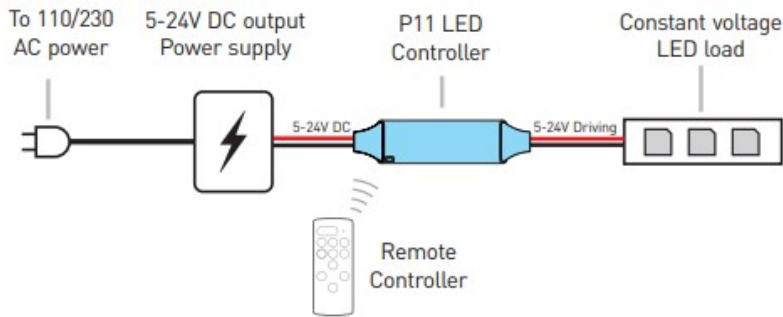 To 110/230
AC power
5-24V DC output
Power supply
P11 LED
Controller
Constant voltage
LED load
5-24V DC
5-24V Driving
Remote
Controller